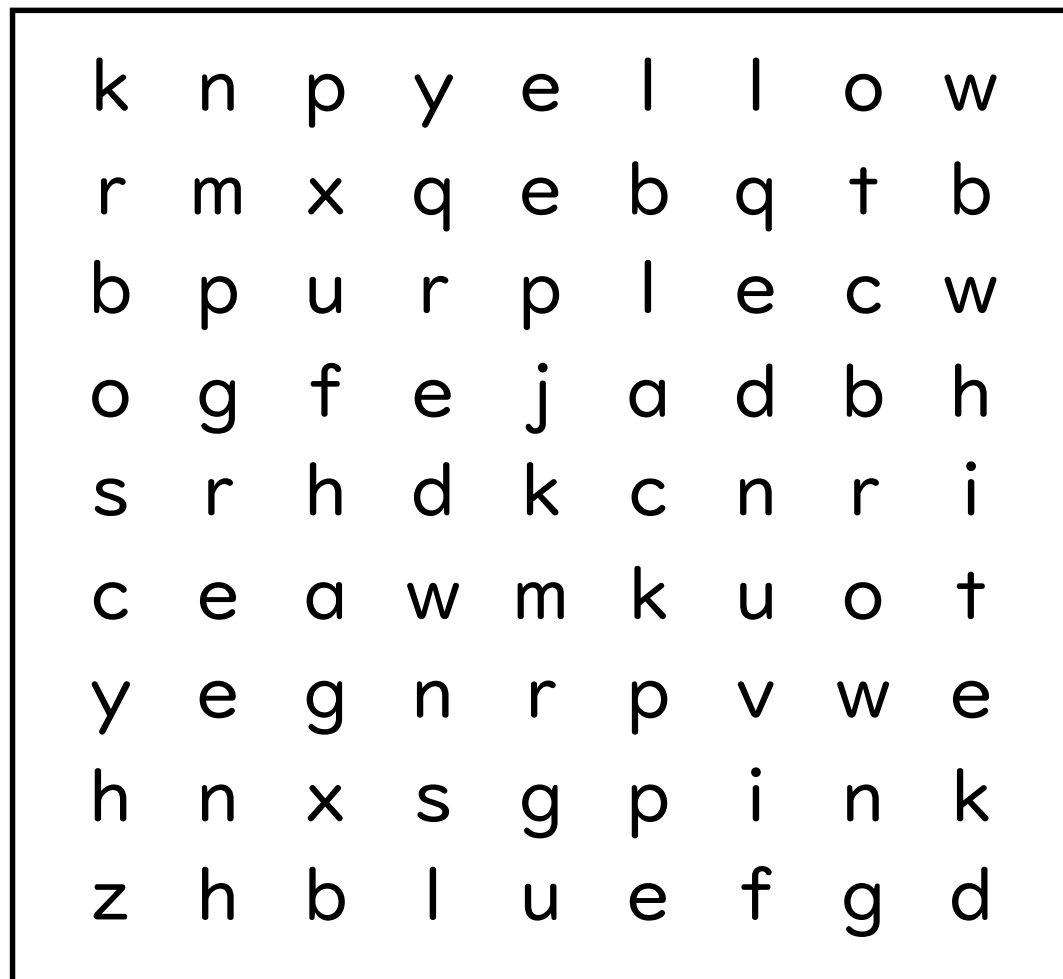 k n p y e l l o w
r m x q e b q t b
b p u r p l e c w
o g f e j a d b h
s r h d k c n r i
c e a w m k u o t
y e g n r p v w e
h n x s g p i n k
z h b l u e f g d